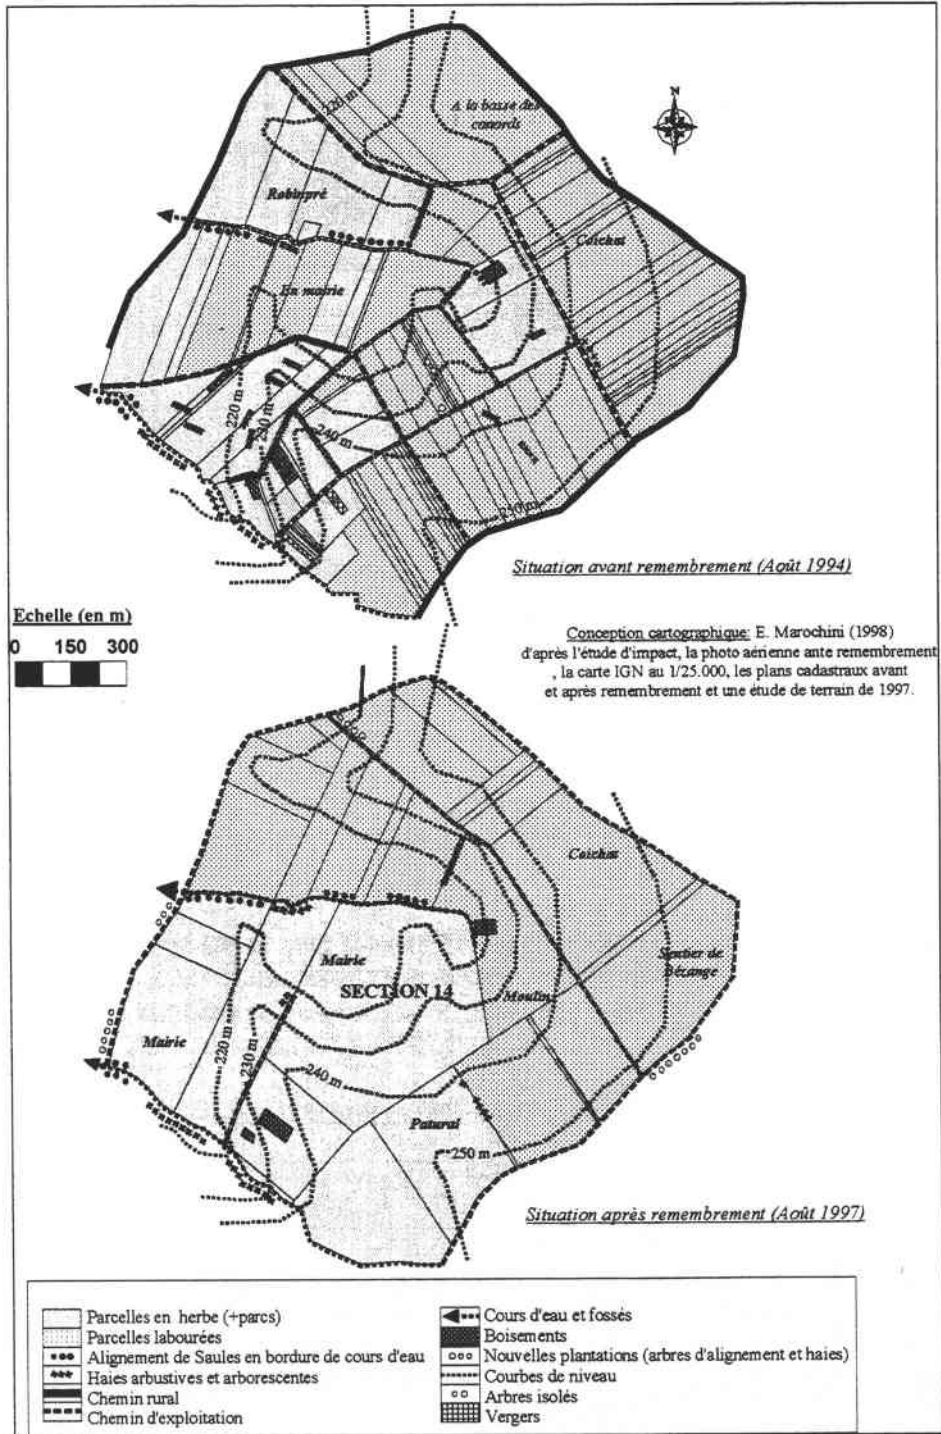 N
220 m
A la basse des
canards
Robinpré
Coichat
En mairie
220 m
230 m
240 m
250 m
Situation avant remembrement (Août 1994)
Echelle (en m)
0 150 300
Conception cartographique: E. Marochini (1998)
d'après l'étude d'impact, la photo aérienne ante remembrement
, la carte IGN au 1/25.000, les plans cadastraux avant
et après remembrement et une étude de terrain de 1997.
Coichat
Sentier de
Bézange
Mairie
SECTION 14
Moulin
Mairie
220 m
230 m
240 m
Patural
250 m
Situation après remembrement (Août 1997)
Parcelles en herbe (+parcs)
Parcelles labourées
Alignement de Saules en bordure de cours d'eau
Haies arbustives et arborescentes
Chemin rural
Chemin d'exploitation
Cours d'eau et fossés
Boisements
Nouvelles plantations (arbres d'alignement et haies)
Courbes de niveau
Arbres isolés
Vergers